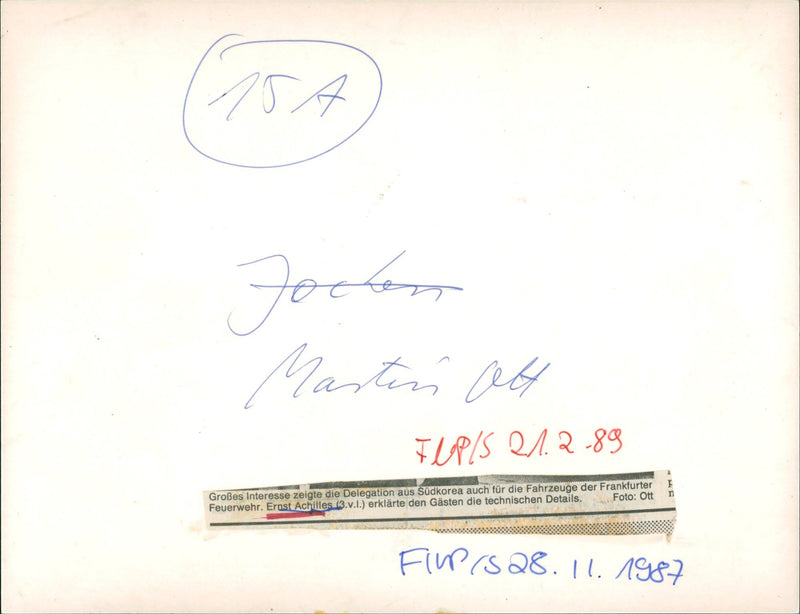 15 A
Jochen
Martin Ott
FNP/S 21.2.89
Großes Interesse zeigte die Delegation aus Südkorea auch für die Fahrzeuge der Frankfurter
Feuerwehr. Ernst Achilles (3.v.l.) erklärte den Gästen die technischen Details. Foto: Ott
FNP/S 28. 11. 1987